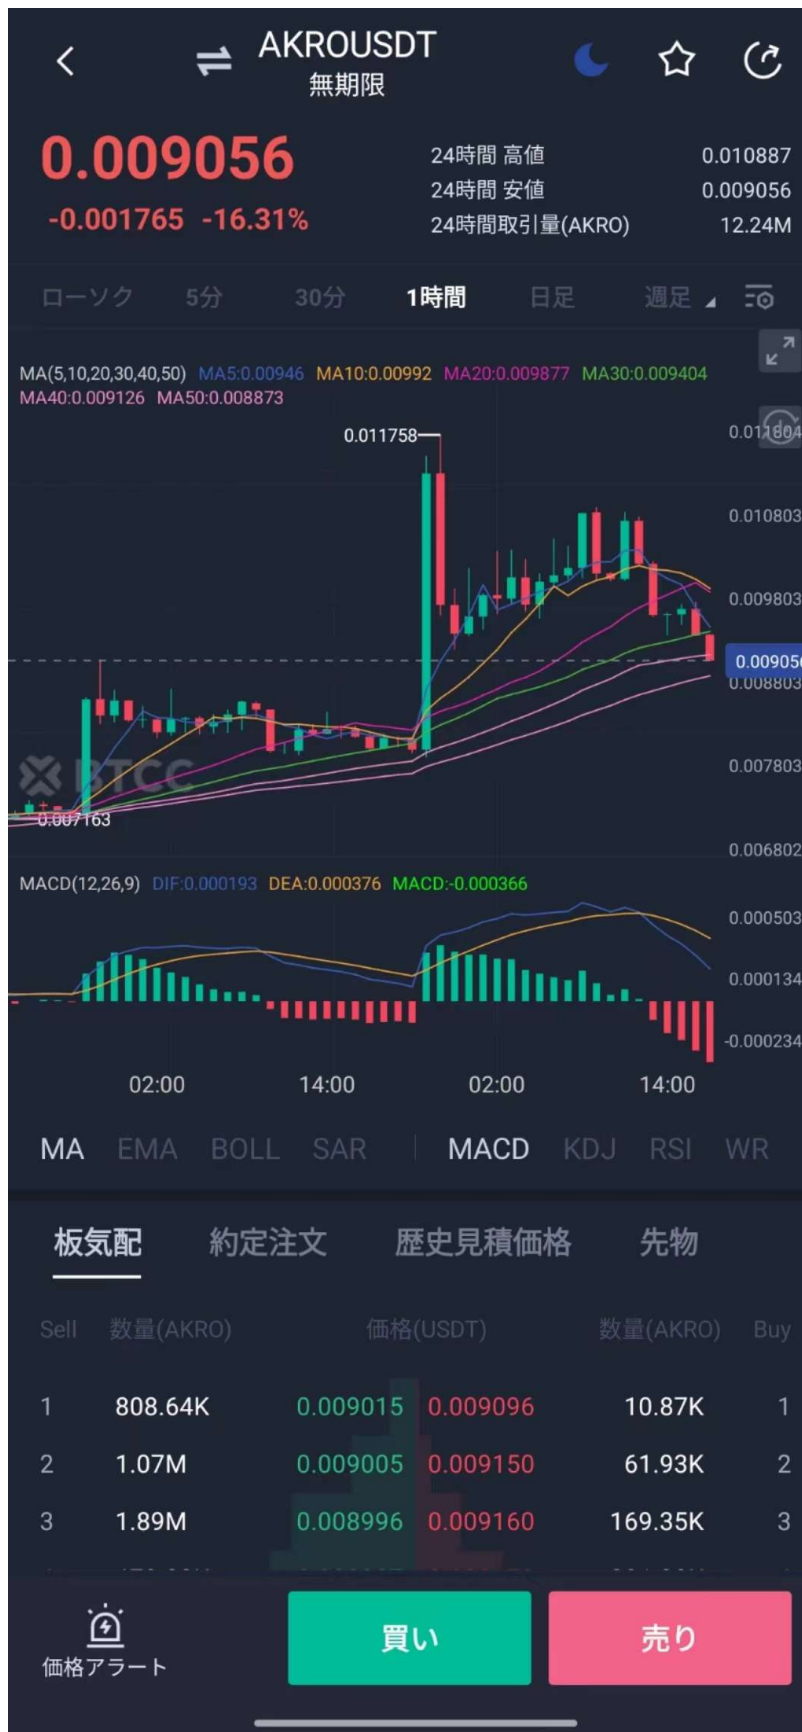 AKROUSDT
無期限
0.009056
-0.001765 -16.31%
24時間 高値 0.010887
24時間 安値 0.009056
24時間取引量(AKRO) 12.24M
ローソク 5分 30分 1時間 日足 週足
MA(5,10,20,30,40,50) MA5:0.00946 MA10:0.00992 MA20:0.009877 MA30:0.009404
MA40:0.009126 MA50:0.008873
0.011758
0.011804
0.010803
0.009803
0.009056
0.008803
BTCC
0.007803
0.007163
0.006802
MACD(12,26,9) DIF:0.000193 DEA:0.000376 MACD:-0.000366
0.000503
0.000134
-0.000234
02:00 14:00 02:00 14:00
MA EMA BOLL SAR MACD KDJ RSI WR
板気配 約定注文 歴史見積価格 先物
Sell 数量(AKRO) 価格(USDT) 数量(AKRO) Buy
1 808.64K 0.009015 0.009096 10.87K 1
2 1.07M 0.009005 0.009150 61.93K 2
3 1.89M 0.008996 0.009160 169.35K 3
価格アラート 買い 売り